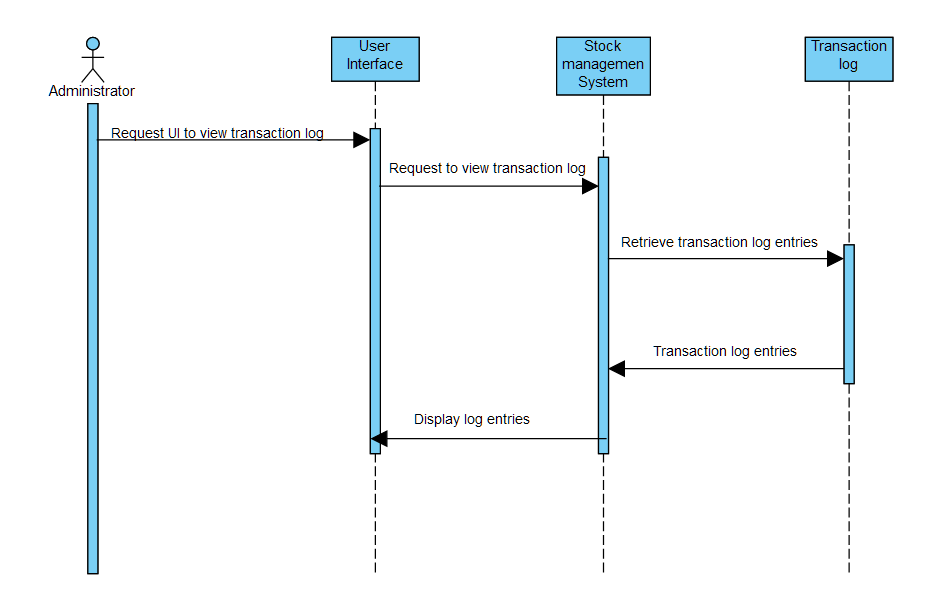 User
Interface
Stock
managemen
System
Transaction
log
Administrator
Request UI to view transaction log
Request to view transaction log
Retrieve transaction log entries
Transaction log entries
Display log entries